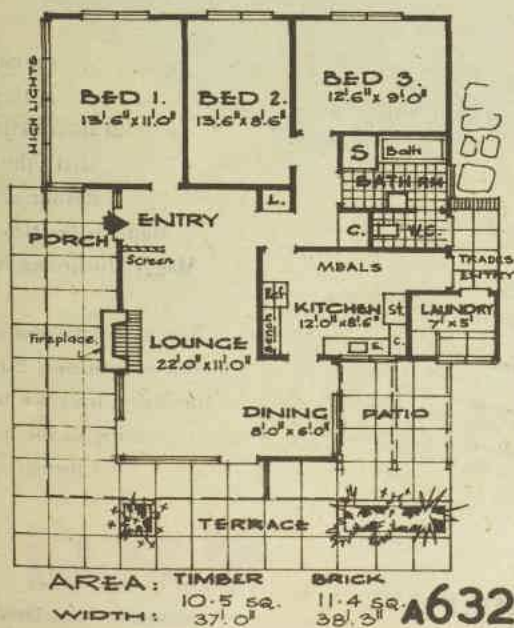 HIGH LIGHTS
BED 1.
13'.6" x 11'.0"
BED 2.
13'.6" x 8'.6"
BED 3.
12'.6" x 9'.0"
S
Bath
BATH RM
L.
C.
W.C.
ENTRY
PORCH
Screen
MEALS
TRADES
ENTRY
Ref.
Bench
KITCHEN
12'.0" x 8'.6"
St.
LAUNDRY
7' x 5'
Fireplace.
LOUNGE
22'.0" x 11'.0"
S.
C.
DINING
8'.0" x 6'.0"
PATIO
TERRACE
AREA: TIMBER BRICK
10.5 SQ. 11.4 SQ.
WIDTH: 37'.0" 38'.3"
A632